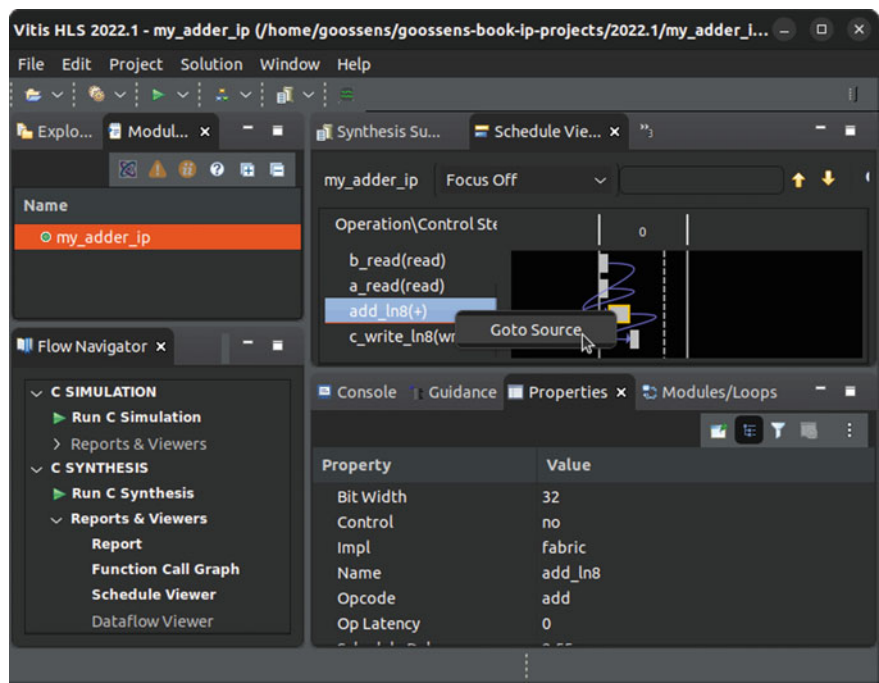 Vitis HLS 2022.1 - my_adder_ip (/home/goossens/goossens-book-ip-projects/2022.1/my_adder_i...
File Edit Project Solution Window Help
Explo... Modul...
Name
my_adder_ip
Synthesis Su... Schedule Vie... "3
my_adder_ip Focus Off
Operation\Control Ste 0
b_read(read)
a_read(read)
add_ln8(+)
c_write_ln8(wr
Goto Source
Flow Navigator
C SIMULATION
Run C Simulation
Reports & Viewers
C SYNTHESIS
Run C Synthesis
Reports & Viewers
Report
Function Call Graph
Schedule Viewer
Dataflow Viewer
Console Guidance Properties Modules/Loops
Property Value
Bit Width 32
Control no
Impl fabric
Name add_ln8
Opcode add
Op Latency 0